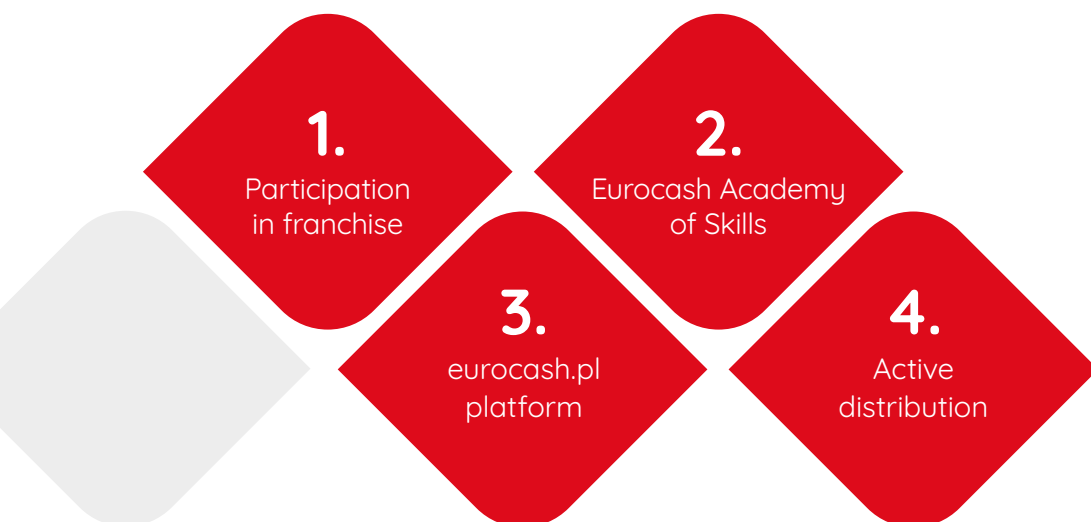 1.
Participation
in franchise
2.
Eurocash Academy
of Skills
3.
eurocash.pl
platform
4.
Active
distribution